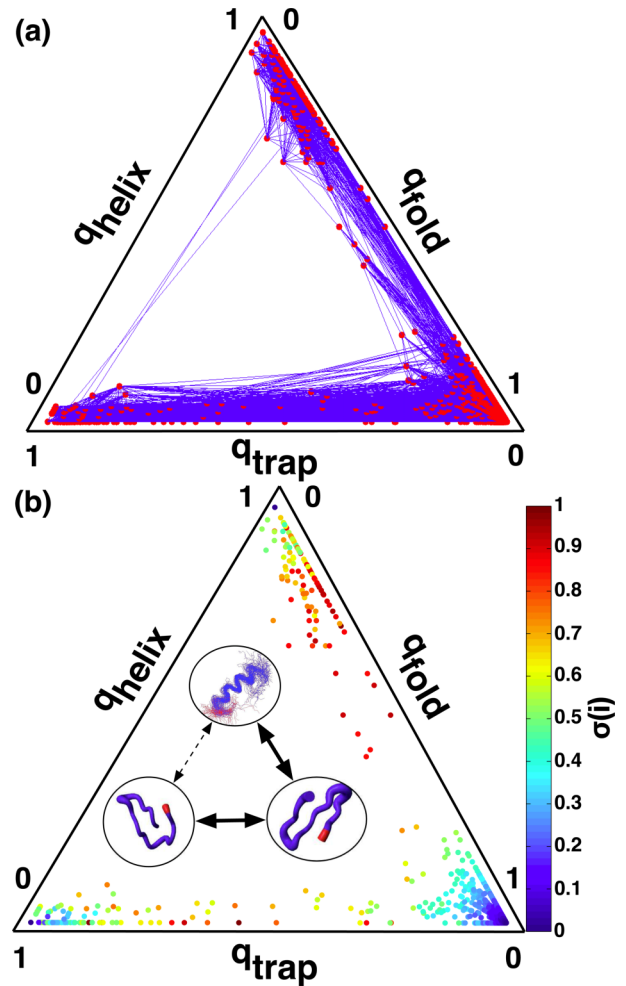 (a)
1 0
q_helix
q_fold
0 1
1 q_trap 0
(b)
1 0
q_helix
q_fold
0 1
1 q_trap 0
1
0.9
0.8
0.7
0.6
0.5
0.4
0.3
0.2
0.1
0
σ(i)